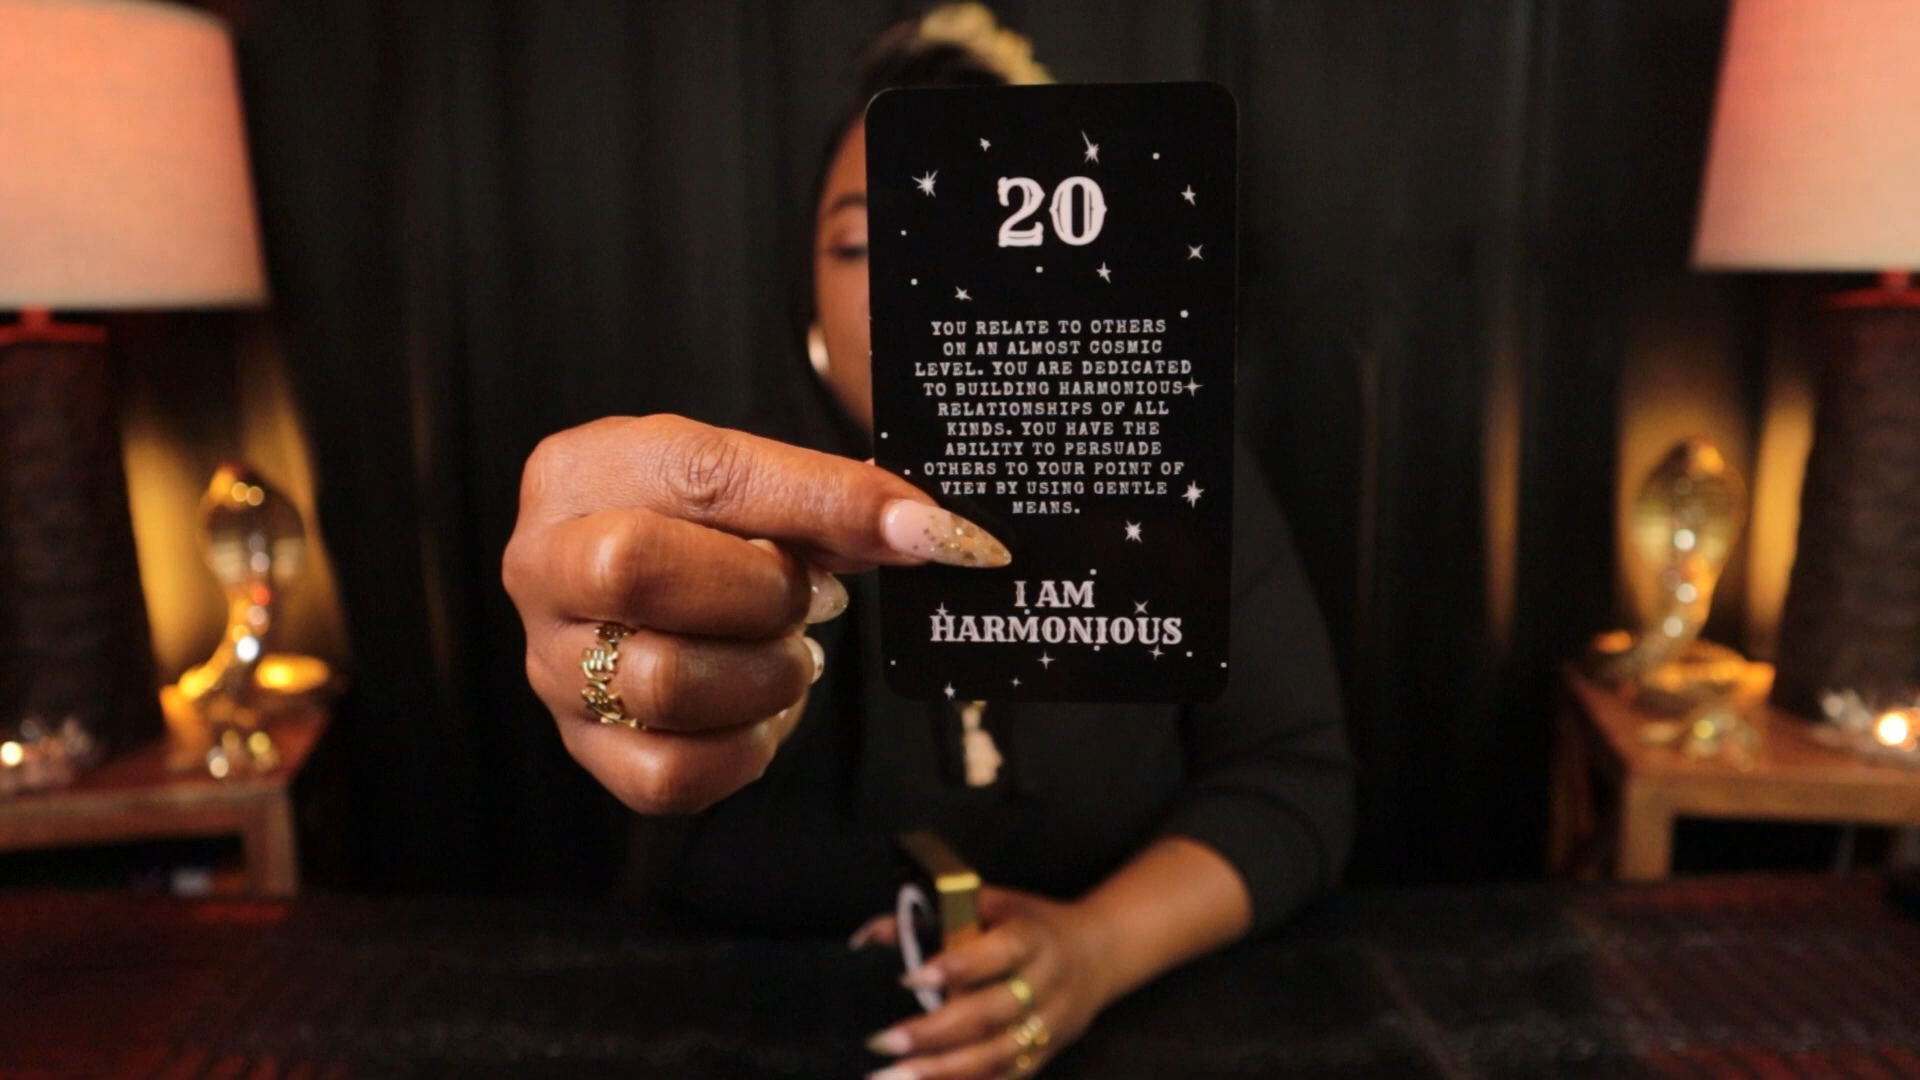 20
YOU RELATE TO OTHERS
ON AN ALMOST COSMIC
LEVEL. YOU ARE DEDICATED
TO BUILDING HARMONIOUS
RELATIONSHIPS OF ALL
KINDS. YOU HAVE THE
ABILITY TO PERSUADE
OTHERS TO YOUR POINT OF
VIEW BY USING GENTLE
MEANS.
I AM
HARMONIOUS